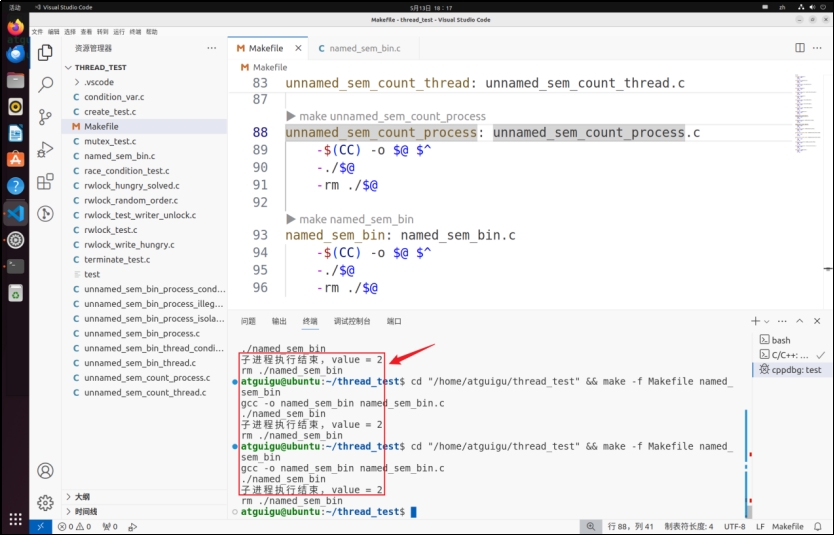 活动
Visual Studio Code
5月13日 18：17
zh
Makefile - thread_test - Visual Studio Code
文件 编辑 选择 查看 转到 运行 终端 帮助
资源管理器
THREAD_TEST
.vscode
condition_var.c
create_test.c
Makefile
mutex_test.c
named_sem_bin.c
race_condition_test.c
rwlock_hungry_solved.c
rwlock_random_order.c
rwlock_test_writer_unlock.c
rwlock_test.c
rwlock_write_hungry.c
terminate_test.c
test
unnamed_sem_bin_process_cond...
unnamed_sem_bin_process_illeg...
unnamed_sem_bin_process_isola...
unnamed_sem_bin_process.c
unnamed_sem_bin_thread_condi...
unnamed_sem_bin_thread.c
unnamed_sem_count_process.c
unnamed_sem_count_thread.c
大纲
时间线
Makefile
named_sem_bin.c
Makefile
83 unnamed_sem_count_thread: unnamed_sem_count_thread.c
87
make unnamed_sem_count_process
88 unnamed_sem_count_process: unnamed_sem_count_process.c
89 -$(CC) -o $@ $^
90 -./$@
91 -rm ./$@
92
make named_sem_bin
93 named_sem_bin: named_sem_bin.c
94 -$(CC) -o $@ $^
95 -./$@
96 -rm ./$@
问题 输出 终端 调试控制台 端口
./named_sem_bin
子进程执行结束，value = 2
rm ./named_sem_bin
atguigu@ubuntu:~/thread_test$ cd "/home/atguigu/thread_test" && make -f Makefile named_
sem_bin
gcc -o named_sem_bin named_sem_bin.c
./named_sem_bin
子进程执行结束，value = 2
rm ./named_sem_bin
atguigu@ubuntu:~/thread_test$ cd "/home/atguigu/thread_test" && make -f Makefile named_
sem_bin
gcc -o named_sem_bin named_sem_bin.c
./named_sem_bin
子进程执行结束，value = 2
rm ./named_sem_bin
atguigu@ubuntu:~/thread_test$
bash
C/C++: ...
cppdbg: test
0 0 0
行 88，列 41 制表符长度: 4 UTF-8 LF Makefile